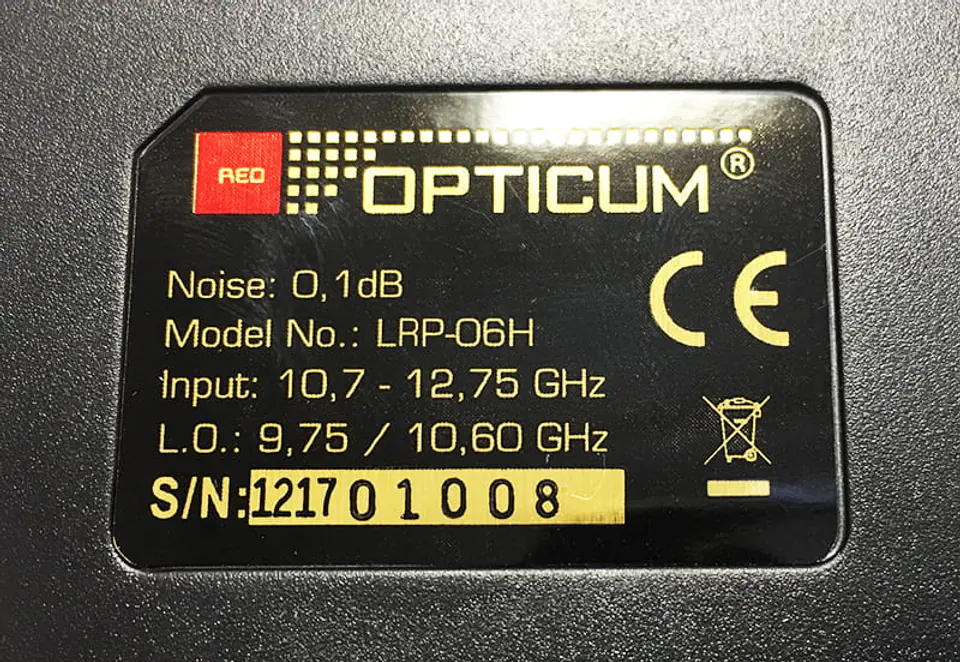 RED OPTICUM®
CE
Noise: 0,1dB
Model No.: LRP-06H
Input: 10,7 - 12,75 GHz
L.O.: 9,75 / 10,60 GHz
S/N: 121701008